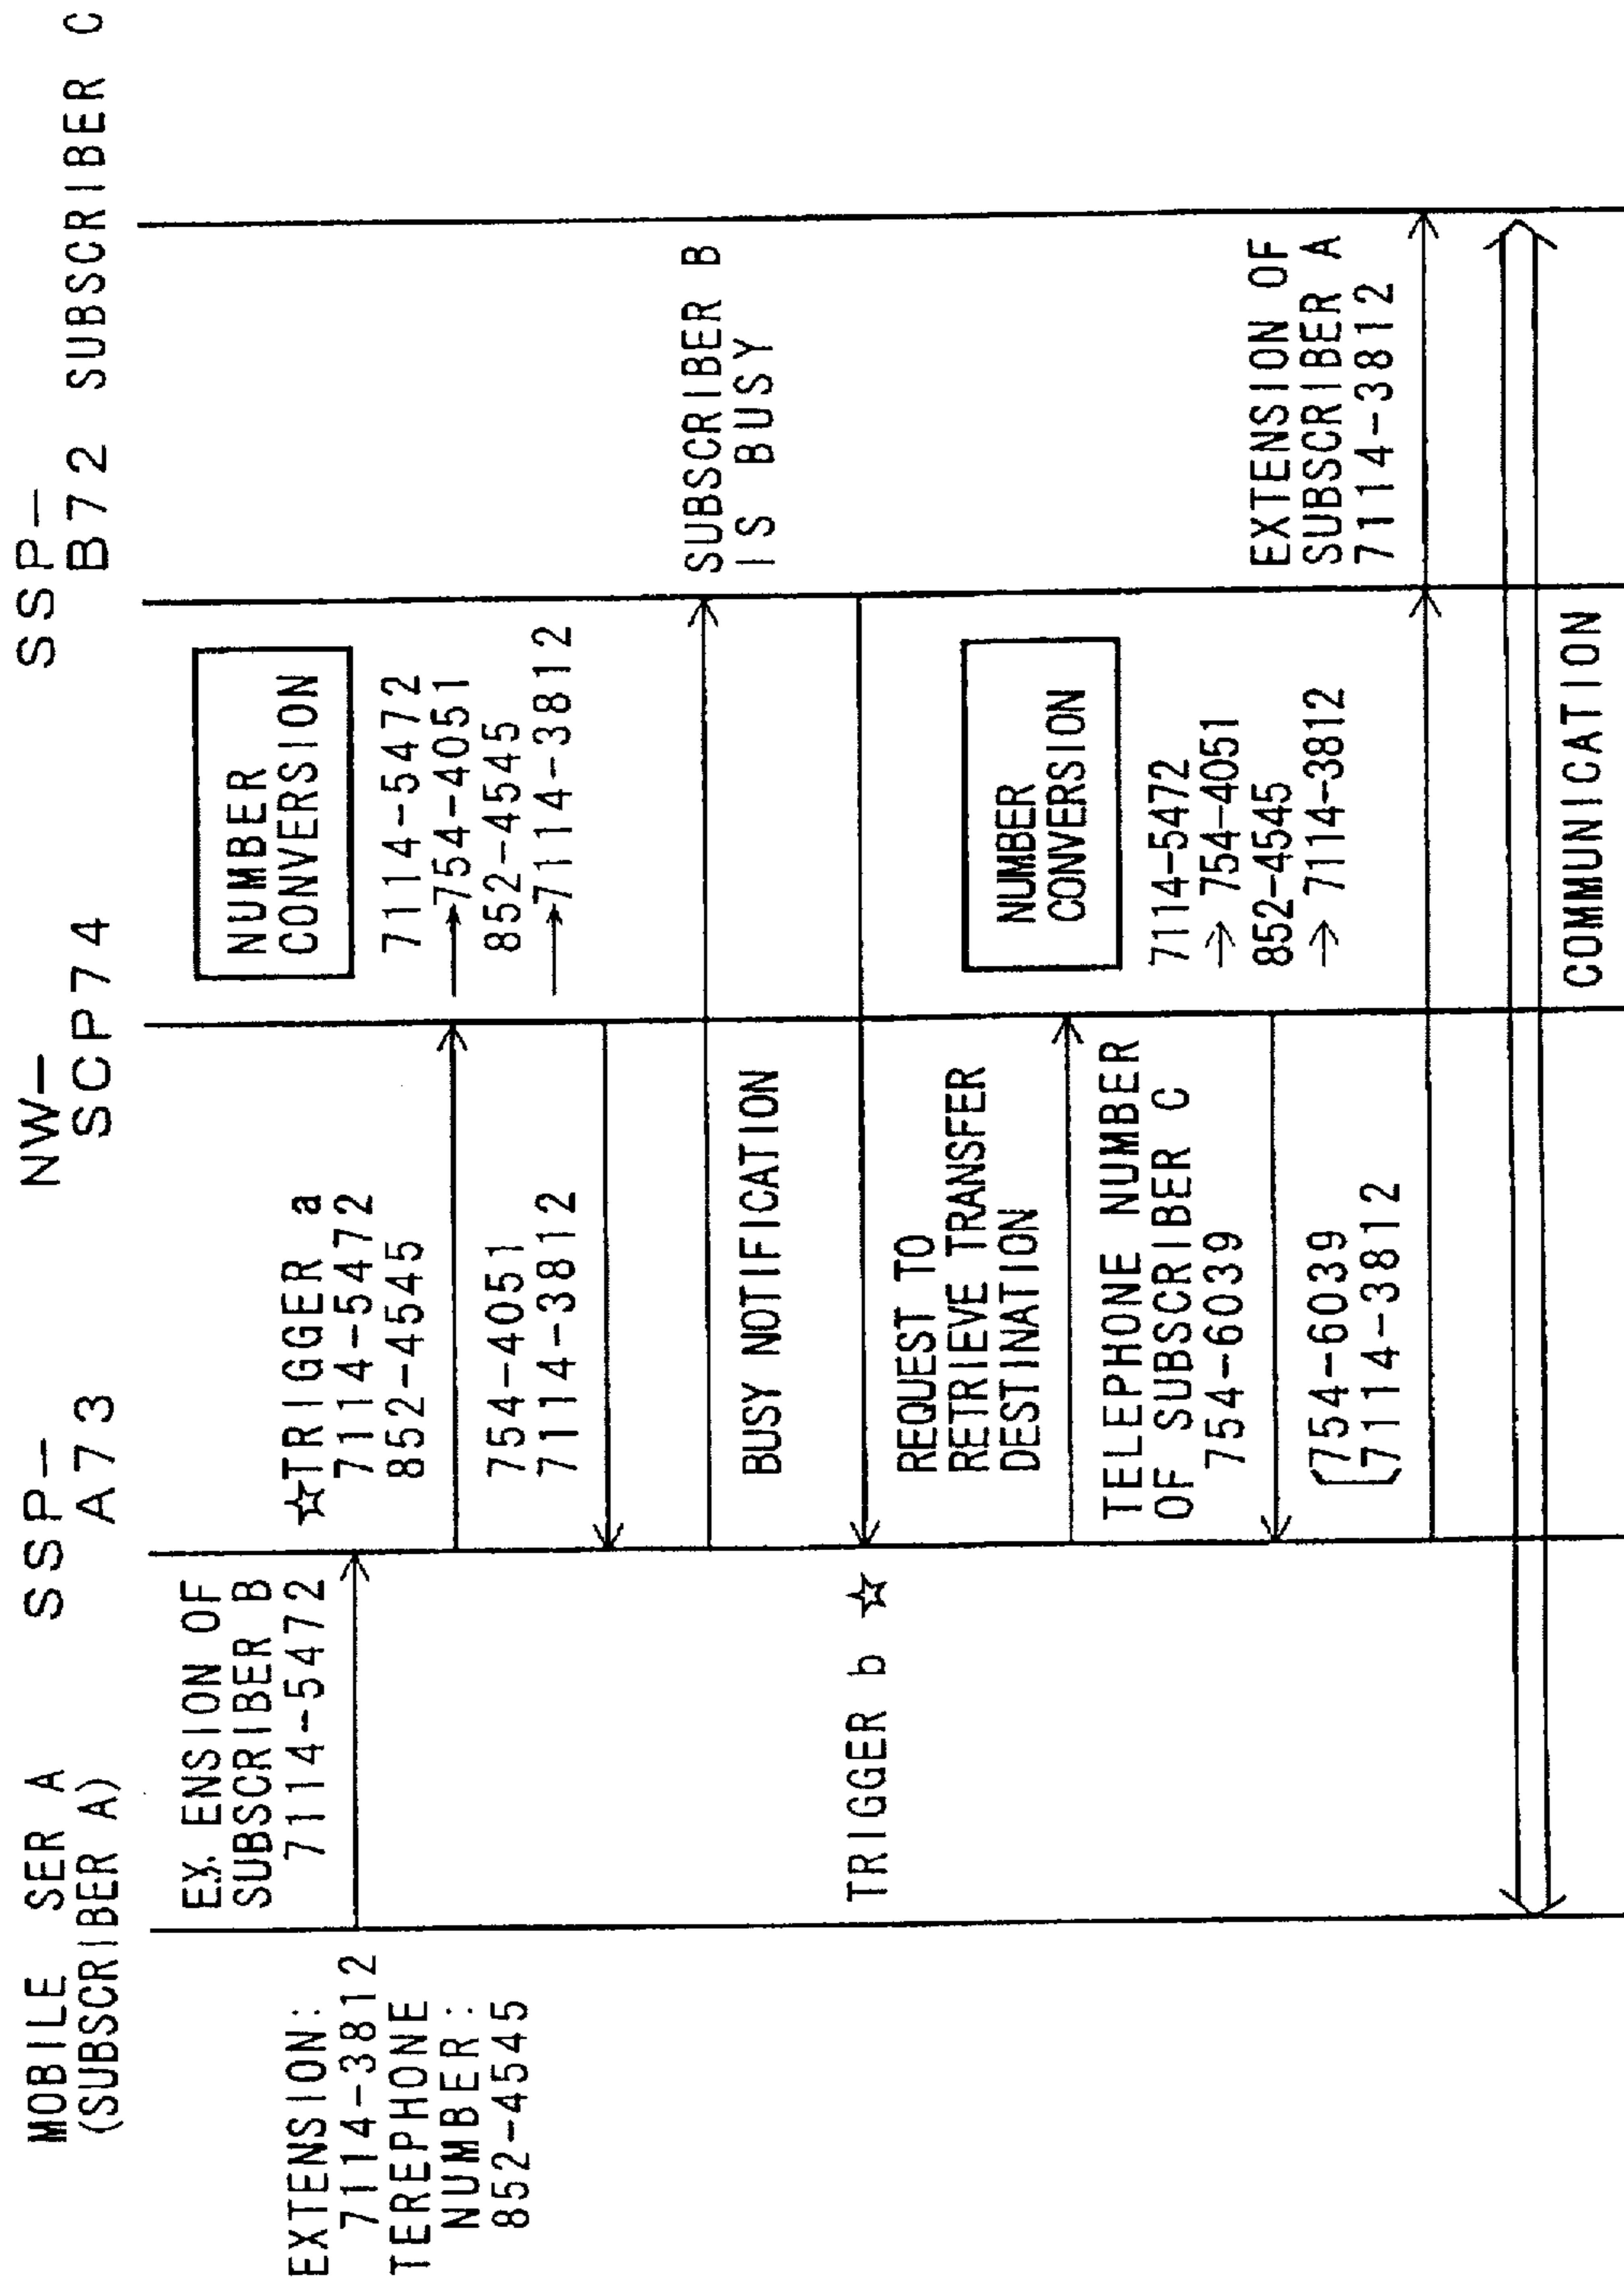 MOBILE SER A
(SUBSCRIBER A)
SSP-
A73
NW-
SCP74
SSP-
B72
SUBSCRIBER C
EXTENSION:
7114-3812
TEREPHONE
NUMBER:
852-4545
EX. ENSION OF
SUBSCRIBER B
7114-5472
☆TRIGGER a
7114-5472
852-4545
NUMBER
CONVERSION
7114-5472
→754-4051
852-4545
→7114-3812
754-4051
7114-3812
SUBSCRIBER B
IS BUSY
BUSY NOTIFICATION
TRIGGER b ☆
REQUEST TO
RETRIEVE TRANSFER
DESTINATION
NUMBER
CONVERSION
7114-5472
→ 754-4051
852-4545
→ 7114-3812
TELEPHONE NUMBER
OF SUBSCRIBER C
754-6039
754-6039
7114-3812
EXTENSION OF
SUBSCRIBER A
7114-3812
COMMUNICATION